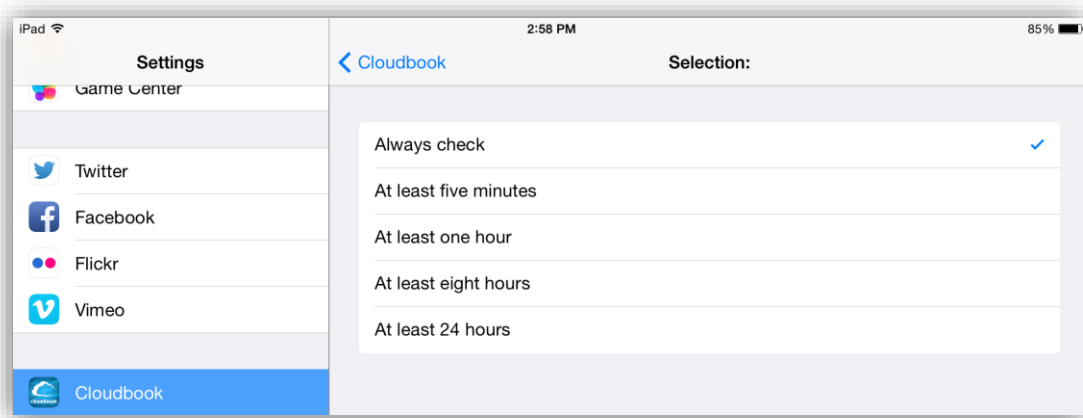 iPad 2:58 PM 85%
Settings
Game Center
Twitter
Facebook
Flickr
Vimeo
Cloudbook
cloudbook
Cloudbook Selection:
Always check
At least five minutes
At least one hour
At least eight hours
At least 24 hours